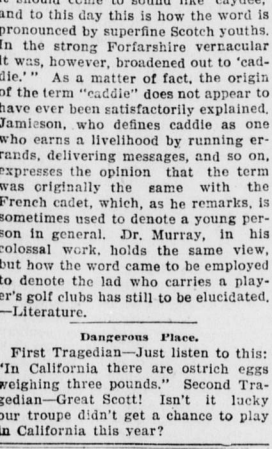 it should come to sound like "caydee,"
and to this day this is how the word is
pronounced by superfine Scotch youths.
In the strong Forfarshire vernacular
it was, however, broadened out to 'cad-
die.'" As a matter of fact, the origin
of the term "caddie" does not appear to
have ever been satisfactorily explained.
Jamieson, who defines caddie as one
who earns a livelihood by running er-
rands, delivering messages, and so on,
expresses the opinion that the term
was originally the same with the
French cadet, which, as he remarks, is
sometimes used to denote a young per-
son in general. Dr. Murray, in his
colossal work, holds the same view,
but how the word came to be employed
to denote the lad who carries a play-
er's golf clubs has still to be elucidated.
—Literature.
Dangerous Place.
First Tragedian—Just listen to this:
'In California there are ostrich eggs
weighing three pounds." Second Tra-
gedian—Great Scott! Isn't it lucky
our troupe didn't get a chance to play
in California this year?